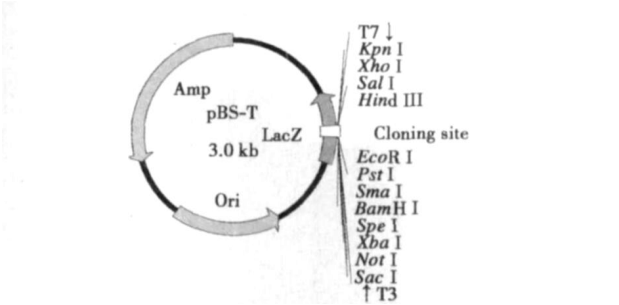 T7 ↓
Kpn I
Xho I
Sal I
Hind III
Amp
pBS-T
LacZ
3.0 kb
Cloning site
EcoR I
Pst I
Sma I
BamH I
Spe I
Xba I
Not I
Sac I
↑ T3
Ori